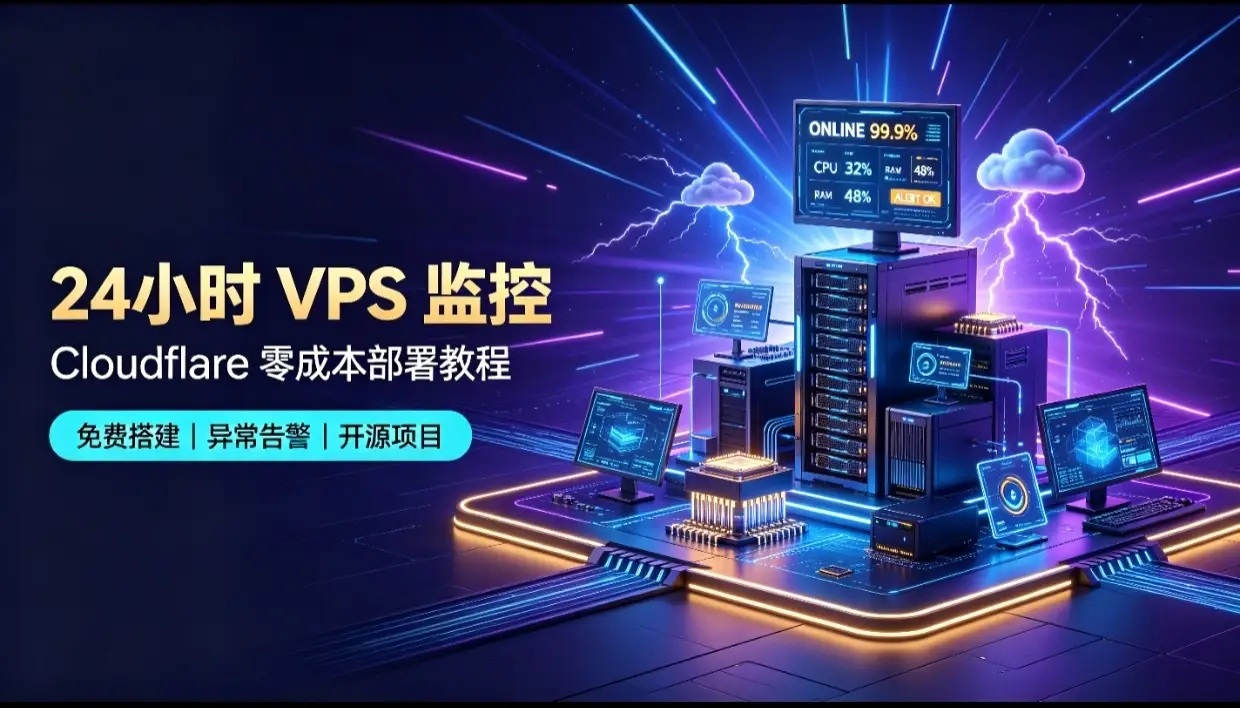 24小时 VPS 监控
Cloudflare 零成本部署教程
免费搭建 | 异常告警 | 开源项目
ONLINE 99.9%
CPU 32%
RAM 48%
RAM 48%
ALERT OK